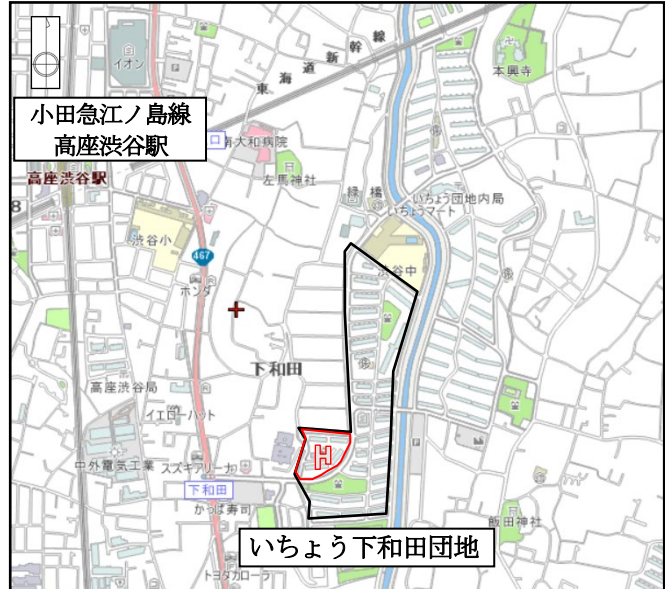 イオン
東海道新幹線
本興寺
小田急江ノ島線
高座渋谷駅
南大和病院
左馬神社
高座渋谷駅
緑橋
いちょう団地内局
いちょうマート
渋谷小
467
渋谷中
ホンダ
下和田
高座渋谷局
イエローハット
H
中外電気工業
スズキアリーナ
下和田
かっぱ寿司
飯田神社
いちょう下和田団地
トヨタカローラ